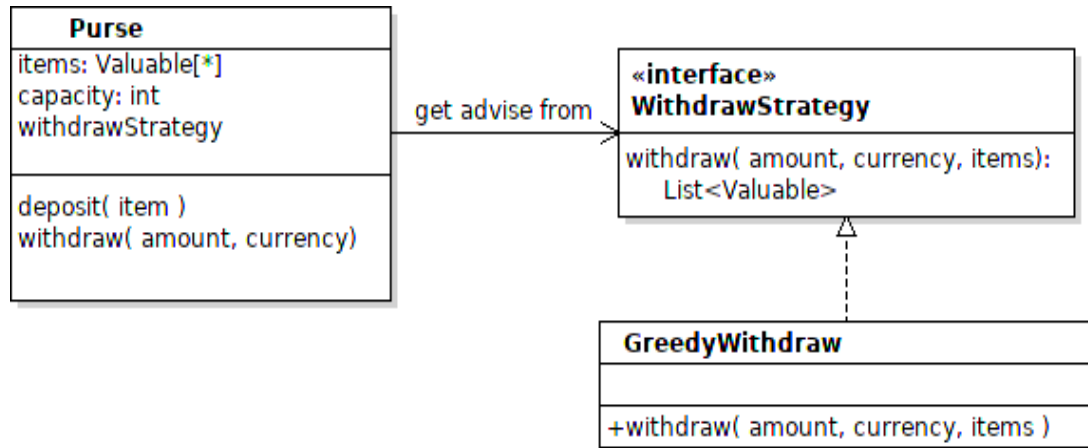 Purse
items: Valuable[*]
capacity: int
withdrawStrategy
deposit( item )
withdraw( amount, currency)
get advise from
«interface»
WithdrawStrategy
withdraw( amount, currency, items):
List<Valuable>
GreedyWithdraw
+withdraw( amount, currency, items )